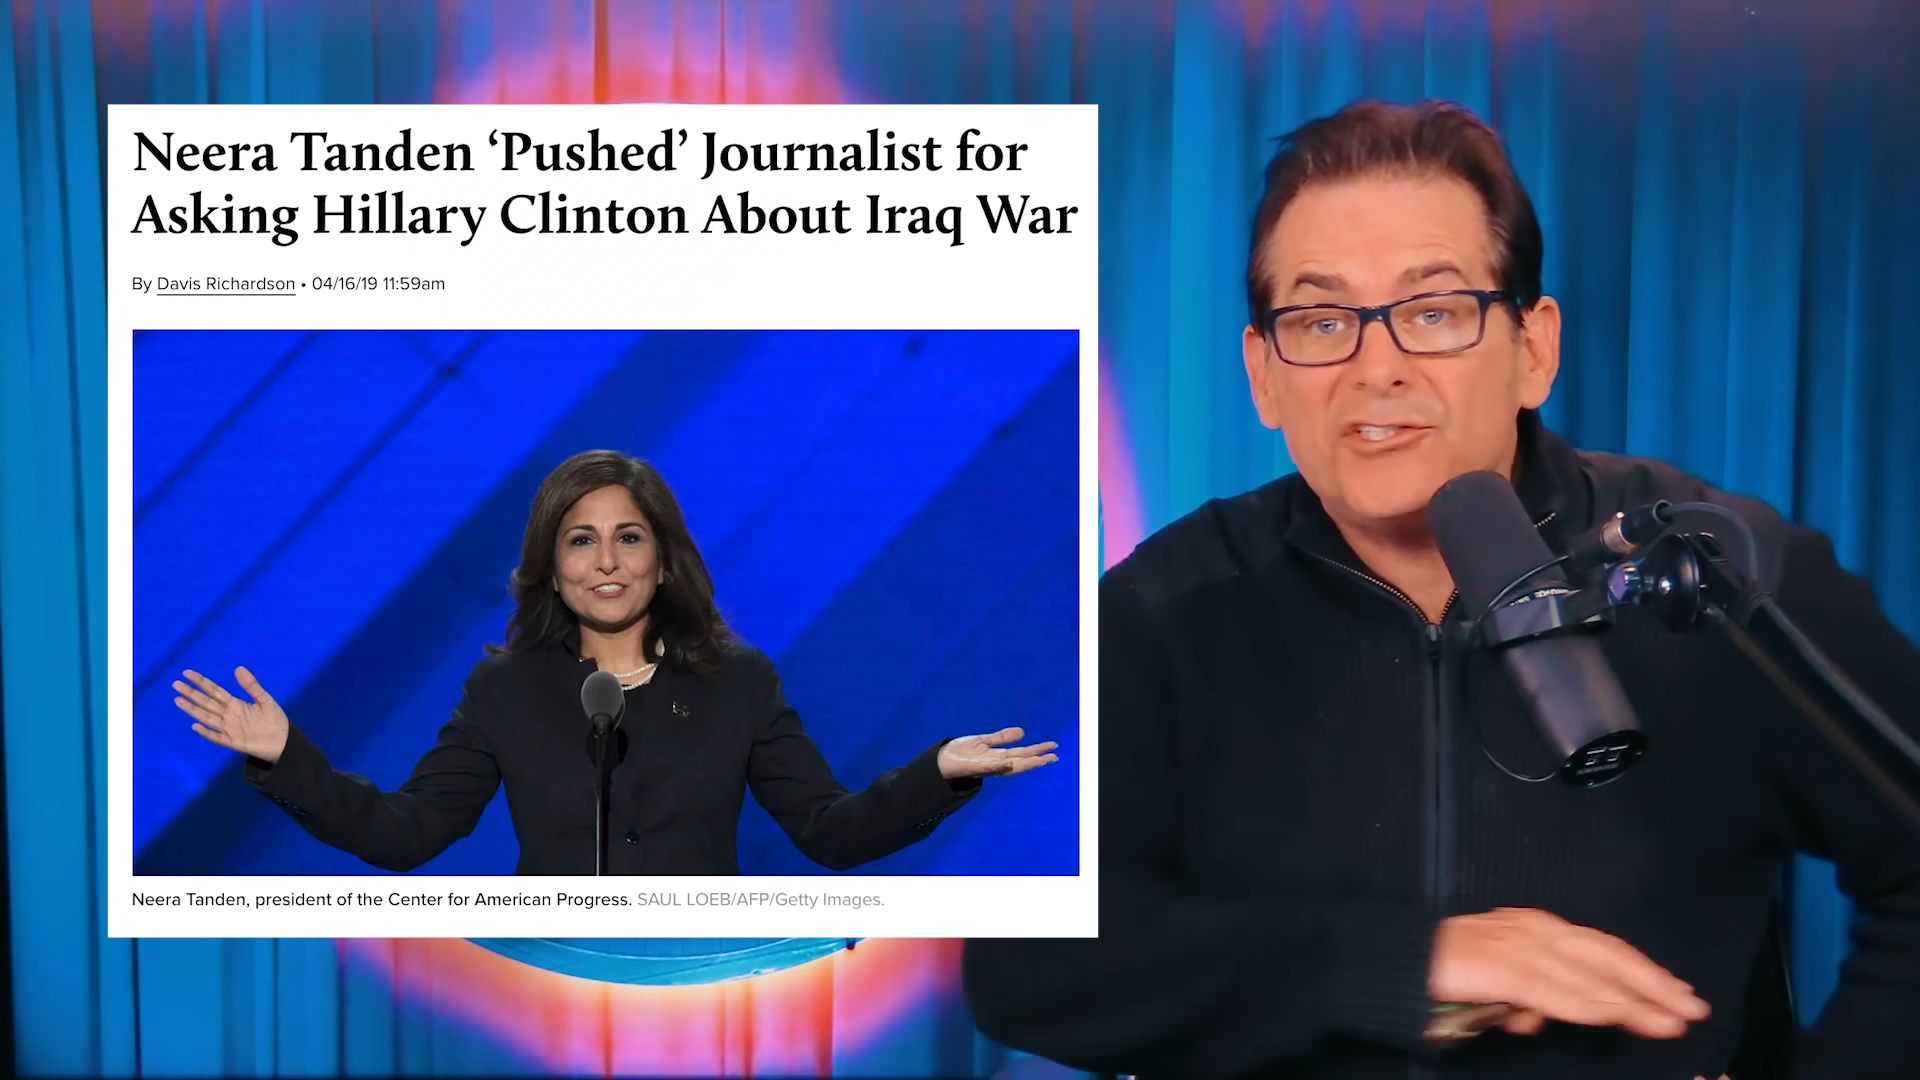 Neera Tanden ‘Pushed’ Journalist for
Asking Hillary Clinton About Iraq War
By Davis Richardson • 04/16/19 11:59am
Neera Tanden, president of the Center for American Progress. SAUL LOEB/AFP/Getty Images.